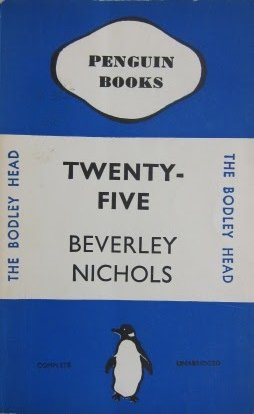 PENGUIN
BOOKS
THE BODLEY HEAD
TWENTY-
FIVE
BEVERLEY
NICHOLS
THE BODLEY HEAD
COMPLETE
UNABRIDGED